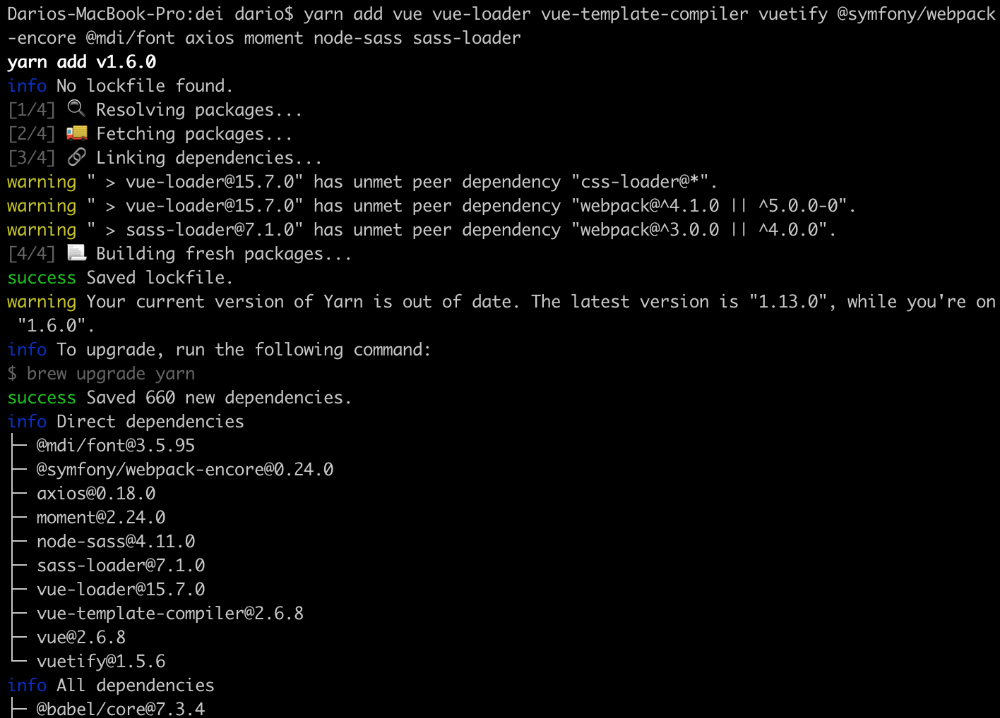 Darios-MacBook-Pro:dei dario$ yarn add vue vue-loader vue-template-compiler vuetify @symfony/webpack
-encore @mdi/font axios moment node-sass sass-loader
yarn add v1.6.0
info No lockfile found.
[1/4] 🔍 Resolving packages...
[2/4] 🚚 Fetching packages...
[3/4] 🔗 Linking dependencies...
warning " > vue-loader@15.7.0" has unmet peer dependency "css-loader@*".
warning " > vue-loader@15.7.0" has unmet peer dependency "webpack@^4.1.0 || ^5.0.0-0".
warning " > sass-loader@7.1.0" has unmet peer dependency "webpack@^3.0.0 || ^4.0.0".
[4/4] 📃 Building fresh packages...
success Saved lockfile.
warning Your current version of Yarn is out of date. The latest version is "1.13.0", while you're on
 "1.6.0".
info To upgrade, run the following command:
$ brew upgrade yarn
success Saved 660 new dependencies.
info Direct dependencies
├─ @mdi/font@3.5.95
├─ @symfony/webpack-encore@0.24.0
├─ axios@0.18.0
├─ moment@2.24.0
├─ node-sass@4.11.0
├─ sass-loader@7.1.0
├─ vue-loader@15.7.0
├─ vue-template-compiler@2.6.8
├─ vue@2.6.8
└─ vuetify@1.5.6
info All dependencies
├─ @babel/core@7.3.4